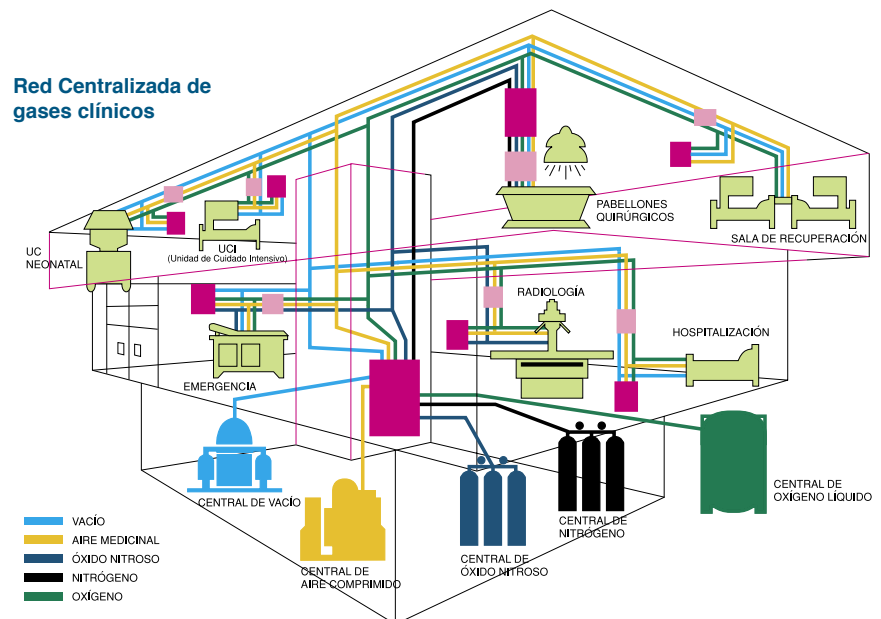 Red Centralizada de
gases clínicos
PABELLONES
QUIRÚRGICOS
SALA DE RECUPERACIÓN
UC
NEONATAL
UCI
(Unidad de Cuidado Intensivo)
RADIOLOGÍA
HOSPITALIZACIÓN
EMERGENCIA
CENTRAL DE VACÍO
CENTRAL DE
AIRE COMPRIMIDO
CENTRAL DE
ÓXIDO NITROSO
CENTRAL DE
NITRÓGENO
CENTRAL DE
OXÍGENO LÍQUIDO
VACÍO
AIRE MEDICINAL
ÓXIDO NITROSO
NITRÓGENO
OXÍGENO